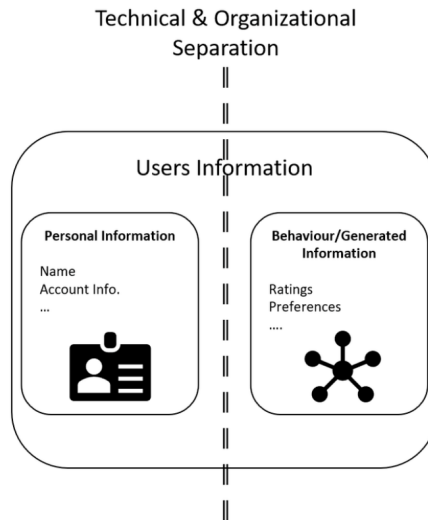 Technical & Organizational
Separation
Users Information
Personal Information
Name
Account Info.
...
Behaviour/Generated
Information
Ratings
Preferences
....